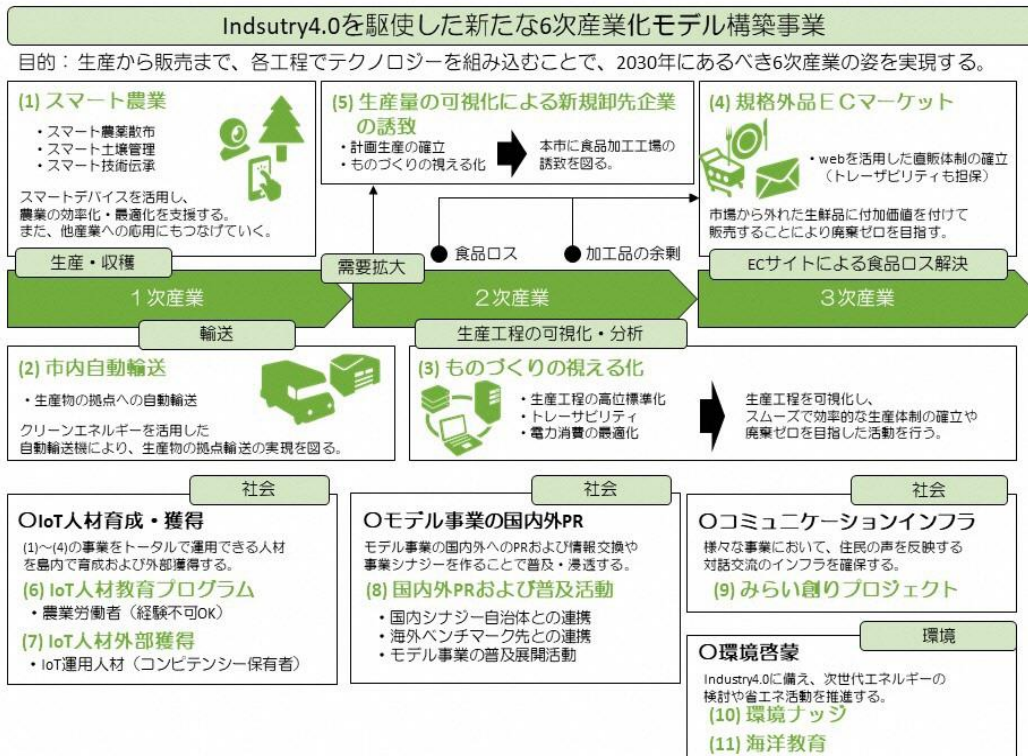 Indsutry4.0を駆使した新たな6次産業化モデル構築事業
目的： 生産から販売まで、各工程でテクノロジーを組み込むことで、2030年にあるべき6次産業の姿を実現する。
(1) スマート農業
・スマート農薬散布
・スマート土壌管理
・スマート技術伝承
スマートデバイスを活用し、
農業の効率化・最適化を支援する。
また、他産業への応用にもつなげていく。
(5) 生産量の可視化による新規卸先企業
の誘致
・計画生産の確立
・ものづくりの視える化
本市に食品加工工場の
誘致を図る。
(4) 規格外品ＥＣマーケット
・webを活用した直販体制の確立
（トレーザビリティも担保）
市場から外れた生鮮品に付加価値を付けて
販売することにより廃棄ゼロを目指す。
●食品ロス
●加工品の余剰
生産・収穫
需要拡大
ECサイトによる食品ロス解決
１次産業
２次産業
３次産業
輸送
生産工程の可視化・分析
(2) 市内自動輸送
・生産物の拠点への自動輸送
クリーンエネルギーを活用した
自動輸送機により、生産物の拠点輸送の実現を図る。
(3) ものづくりの視える化
・生産工程の高位標準化
・トレーサビリティ
・電力消費の最適化
生産工程を可視化し、
スムーズで効率的な生産体制の確立や
廃棄ゼロを目指した活動を行う。
社会
〇IoT人材育成・獲得
(1)～(4)の事業をトータルで運用できる人材
を島内で育成および外部獲得する。
(6) IoT人材教育プログラム
・農業労働者（経験不可OK）
(7) IoT人材外部獲得
・IoT運用人材（コンピテンシー保有者）
社会
〇モデル事業の国内外PR
モデル事業の国内外へのPRおよび情報交換や
事業シナジーを作ることで普及・浸透する。
(8) 国内外PRおよび普及活動
・国内シナジー自治体との連携
・海外ベンチマーク先との連携
・モデル事業の普及展開活動
社会
〇コミュニケーションインフラ
様々な事業において、住民の声を反映する
対話交流のインフラを確保する。
(9) みらい創りプロジェクト
環境
〇環境啓蒙
Industry4.0に備え、次世代エネルギーの
検討や省エネ活動を推進する。
(10) 環境ナッジ
(11) 海洋教育